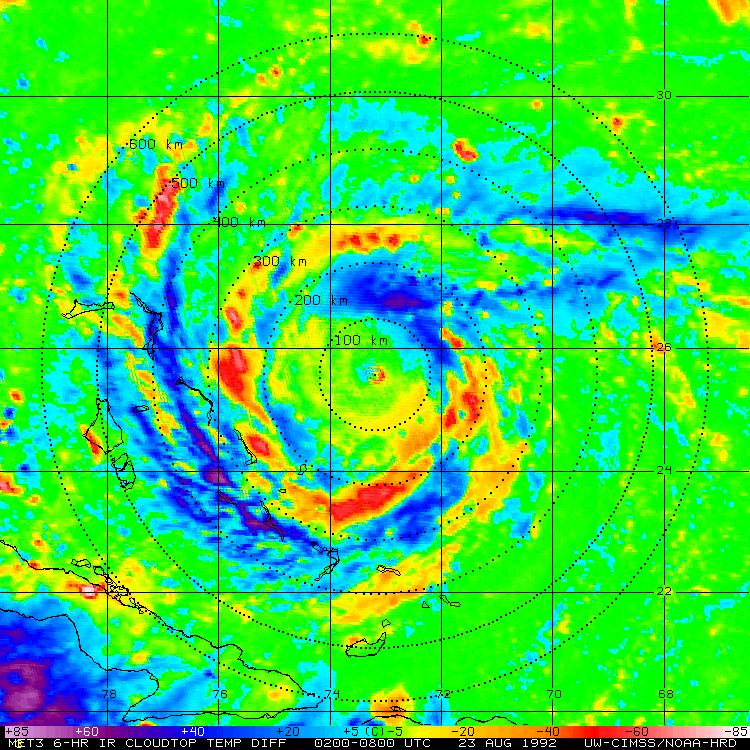 30
600 km
500 km
400 km
28
300 km
200 km
100 km
26
24
22
78 76 74 72 70 68
+85 +60 +40 +20 +5 (C) -5 -20 -40 -60 -85
MET3 6-HR IR CLOUDTOP TEMP DIFF 0200-0800 UTC 23 AUG 1992 UW-CIMSS/NOAA-HRD